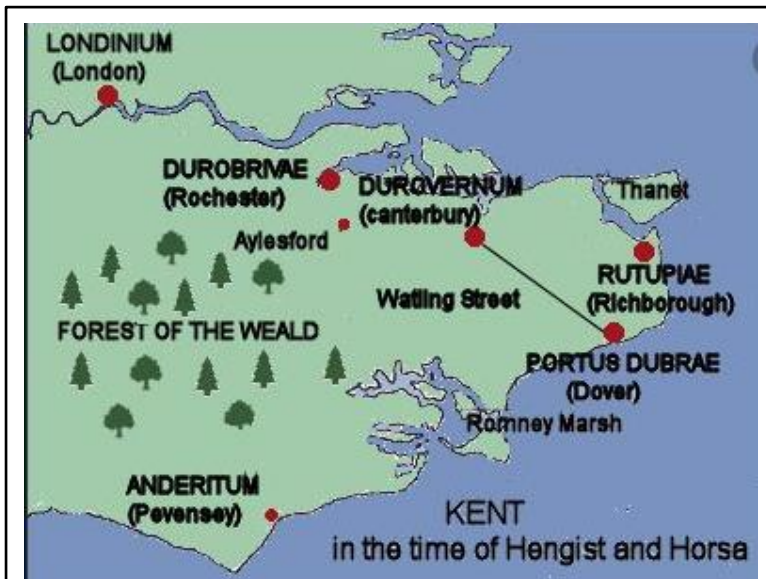 LONDINIUM
(London)
DUROBRIVAE
(Rochester)
DUROVERNUM
(canterbury)
Thanet
Aylesford
RUTUPIAE
(Richborough)
Watling Street
FOREST OF THE WEALD
PORTUS DUBRAE
(Dover)
Romney Marsh
ANDERITUM
(Pevensey)
KENT
in the time of Hengist and Horsa